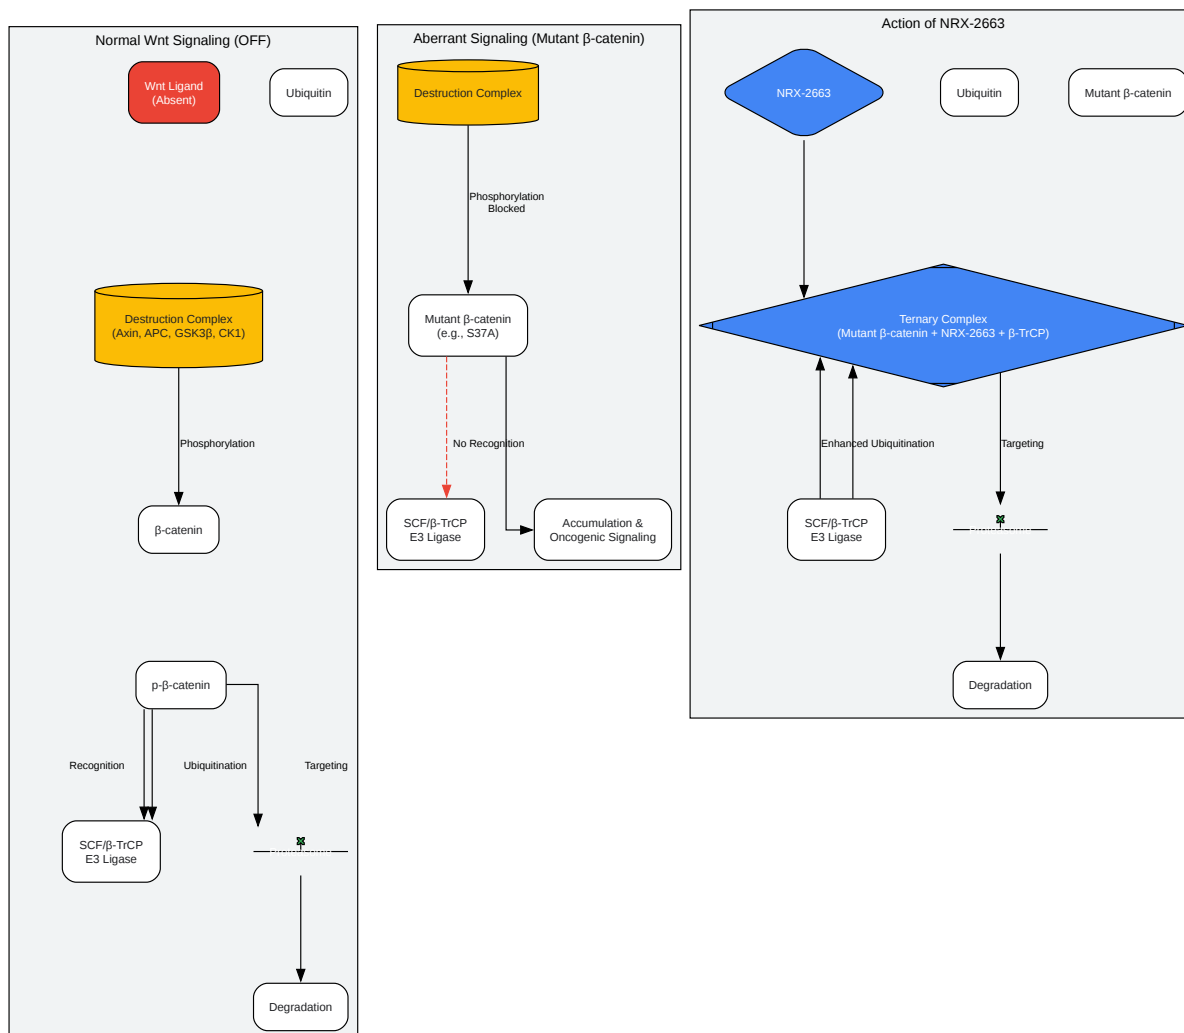 Normal Wnt Signaling (OFF)
Wnt Ligand
(Absent)
Ubiquitin
Destruction Complex
(Axin, APC, GSK3β, CK1)
Phosphorylation
β-catenin
p-β-catenin
Recognition
Ubiquitination
Targeting
SCF/β-TrCP
E3 Ligase
Degradation
Aberrant Signaling (Mutant β-catenin)
Destruction Complex
Phosphorylation
Blocked
Mutant β-catenin
(e.g., S37A)
No Recognition
SCF/β-TrCP
E3 Ligase
Accumulation &
Oncogenic Signaling
Action of NRX-2663
NRX-2663
Ubiquitin
Mutant β-catenin
Ternary Complex
(Mutant β-catenin + NRX-2663 + β-TrCP)
Enhanced Ubiquitination
Targeting
SCF/β-TrCP
E3 Ligase
Degradation